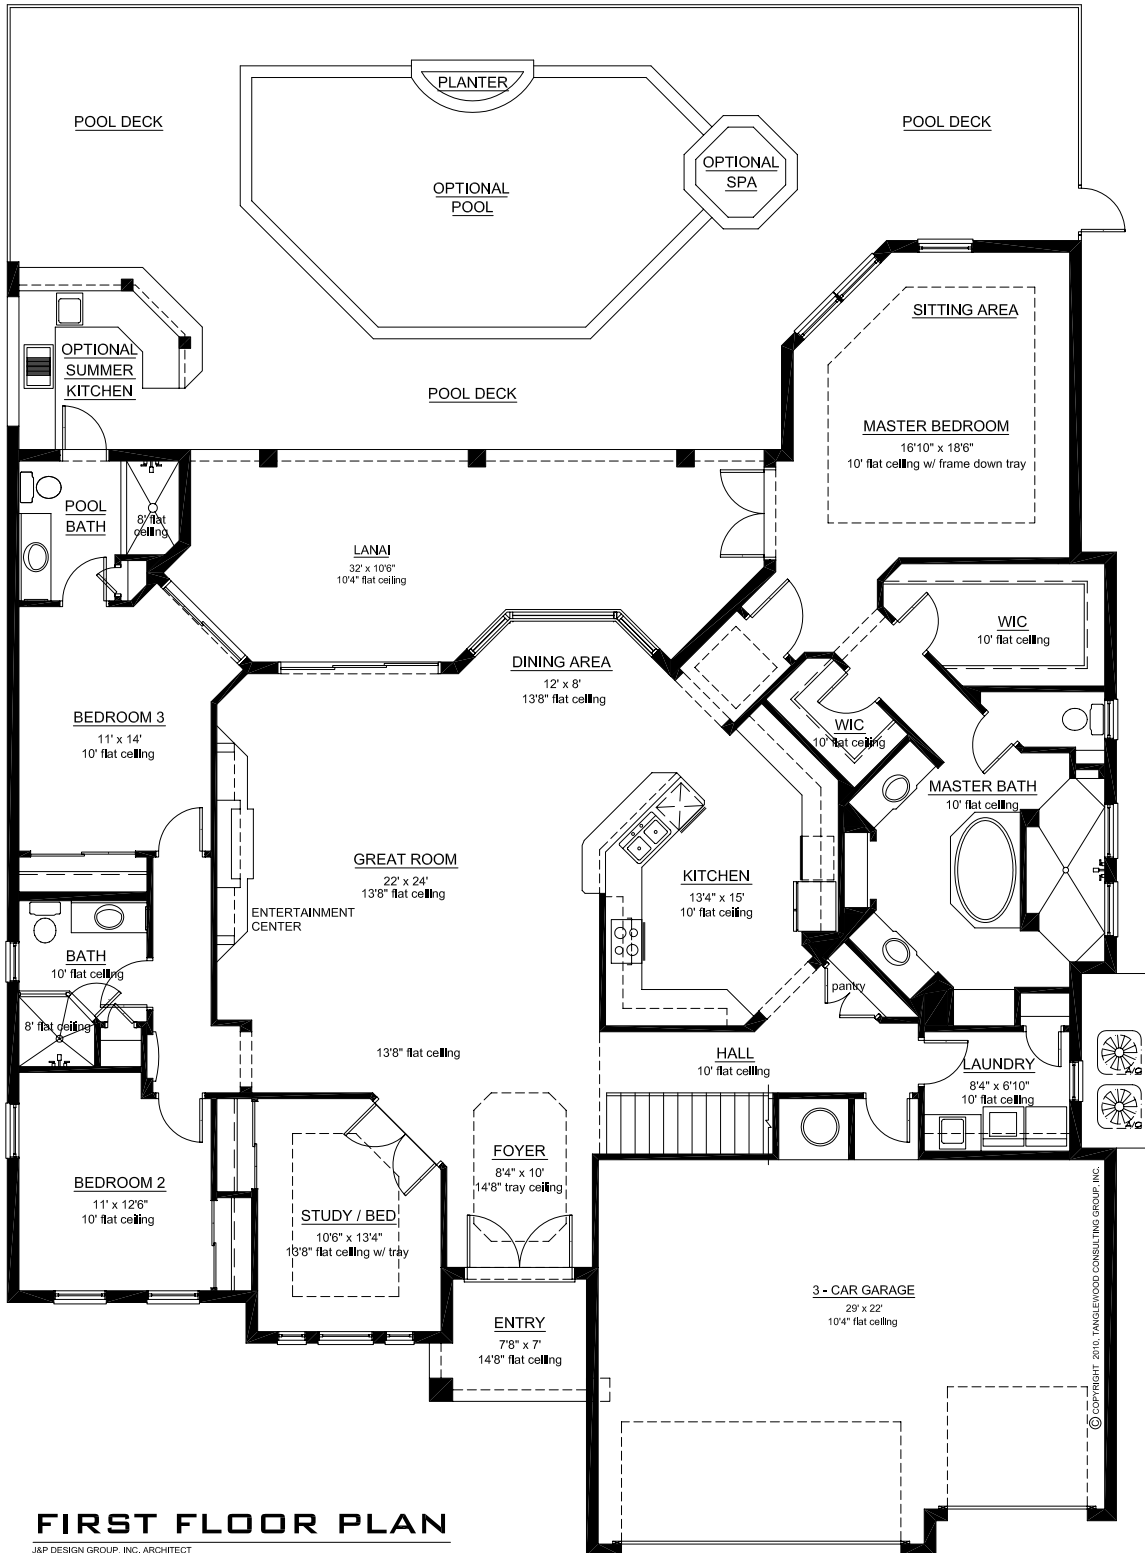 PLANTER
POOL DECK
POOL DECK
OPTIONAL
POOL
OPTIONAL
SPA
SITTING AREA
OPTIONAL
SUMMER
KITCHEN
POOL DECK
MASTER BEDROOM
16'10" x 18'6"
10' flat ceiling w/ frame down tray
POOL
BATH
8' flat
ceiling
LANAI
32' x 10'6"
10'4" flat ceiling
WIC
10' flat ceiling
DINING AREA
12' x 8'
13'8" flat ceiling
BEDROOM 3
11' x 14'
10' flat ceiling
WIC
10' flat ceiling
MASTER BATH
10' flat ceiling
GREAT ROOM
22' x 24'
13'8" flat ceiling
KITCHEN
13'4" x 15'
10' flat ceiling
ENTERTAINMENT
CENTER
BATH
10' flat ceiling
pantry
8' flat ceiling
13'8" flat ceiling
HALL
10' flat ceiling
LAUNDRY
8'4" x 6'10"
10' flat ceiling
A/C
A/C
FOYER
8'4" x 10'
14'8" tray ceiling
BEDROOM 2
11' x 12'6"
10' flat ceiling
STUDY / BED
10'6" x 13'4"
13'8" flat ceiling w/ tray
3 - CAR GARAGE
29' x 22'
10'4" flat ceiling
ENTRY
7'8" x 7'
14'8" flat ceiling
© COPYRIGHT 2010, TANGLEWOOD CONSULTING GROUP, INC.
FIRST FLOOR PLAN
J&P DESIGN GROUP, INC. ARCHITECT